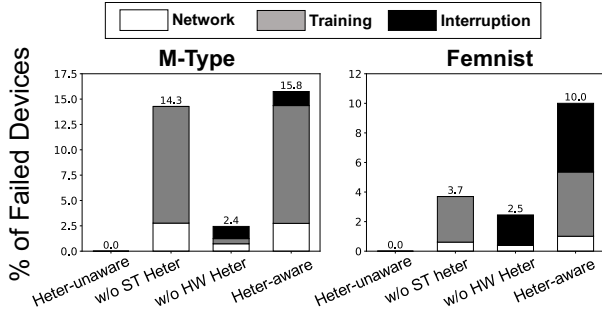 Network Training Interruption
M-Type Femnist
% of Failed Devices
17.5
15.0
12.5
10.0
7.5
5.0
2.5
0.0
0.0
14.3
2.4
15.8
Heter-unaware
w/o ST Heter
w/o HW Heter
Heter-aware
12
10
8
6
4
2
0
0.0
3.7
2.5
10.0
Heter-unaware
w/o ST heter
w/o HW Heter
Heter-aware